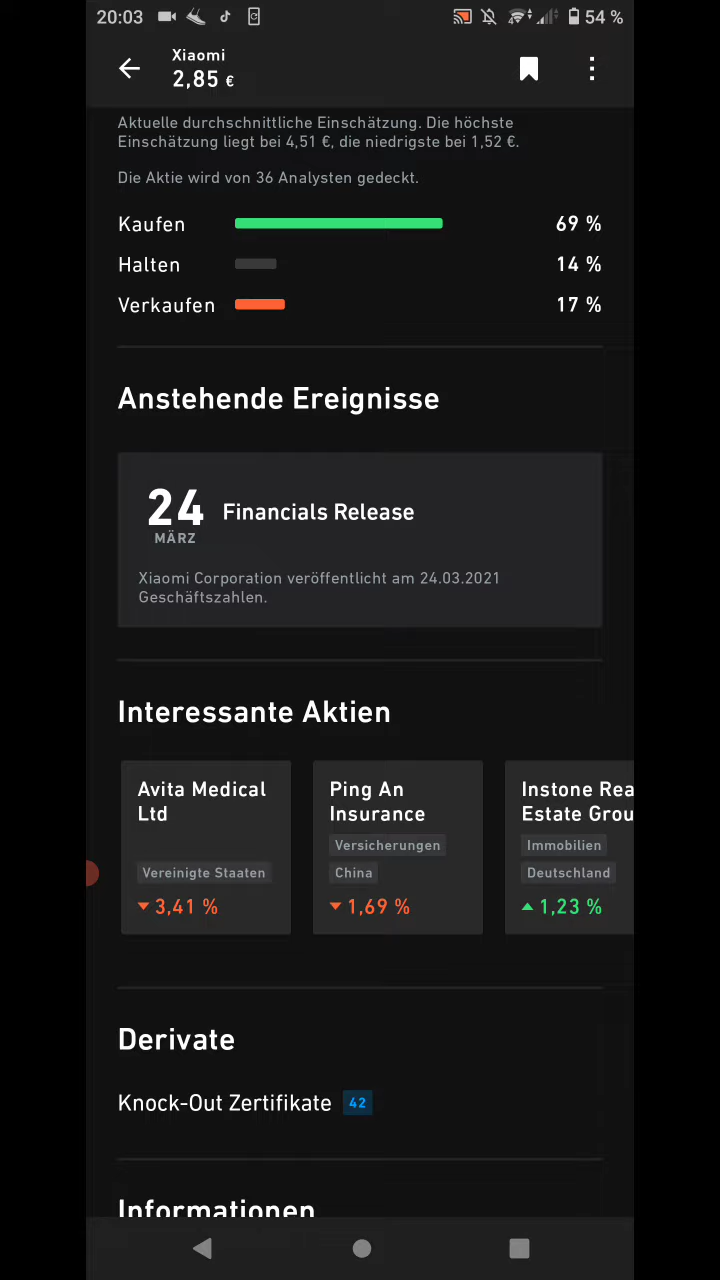 20:03
54 %
Xiaomi
2,85 €
Aktuelle durchschnittliche Einschätzung. Die höchste
Einschätzung liegt bei 4,51 €, die niedrigste bei 1,52 €.
Die Aktie wird von 36 Analysten gedeckt.
Kaufen 69 %
Halten 14 %
Verkaufen 17 %
Anstehende Ereignisse
24 Financials Release
MÄRZ
Xiaomi Corporation veröffentlicht am 24.03.2021
Geschäftszahlen.
Interessante Aktien
Avita Medical
Ltd
Vereinigte Staaten
3,41 %
Ping An
Insurance
Versicherungen
China
1,69 %
Instone Rea
Estate Grou
Immobilien
Deutschland
1,23 %
Derivate
Knock-Out Zertifikate 42
Informationen